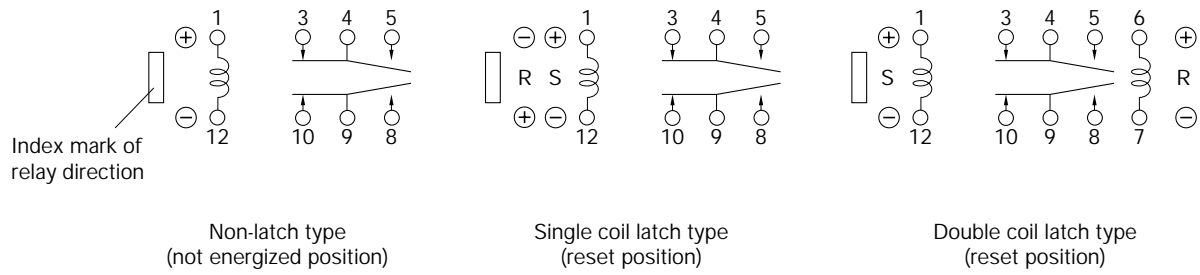 1 3 4 5 1 3 4 5 1 3 4 5 6
+ − + + +
R S S R
− + − − −
12 10 9 8 12 10 9 8 12 10 9 8 7
Index mark of
relay direction
Non-latch type
(not energized position)
Single coil latch type
(reset position)
Double coil latch type
(reset position)